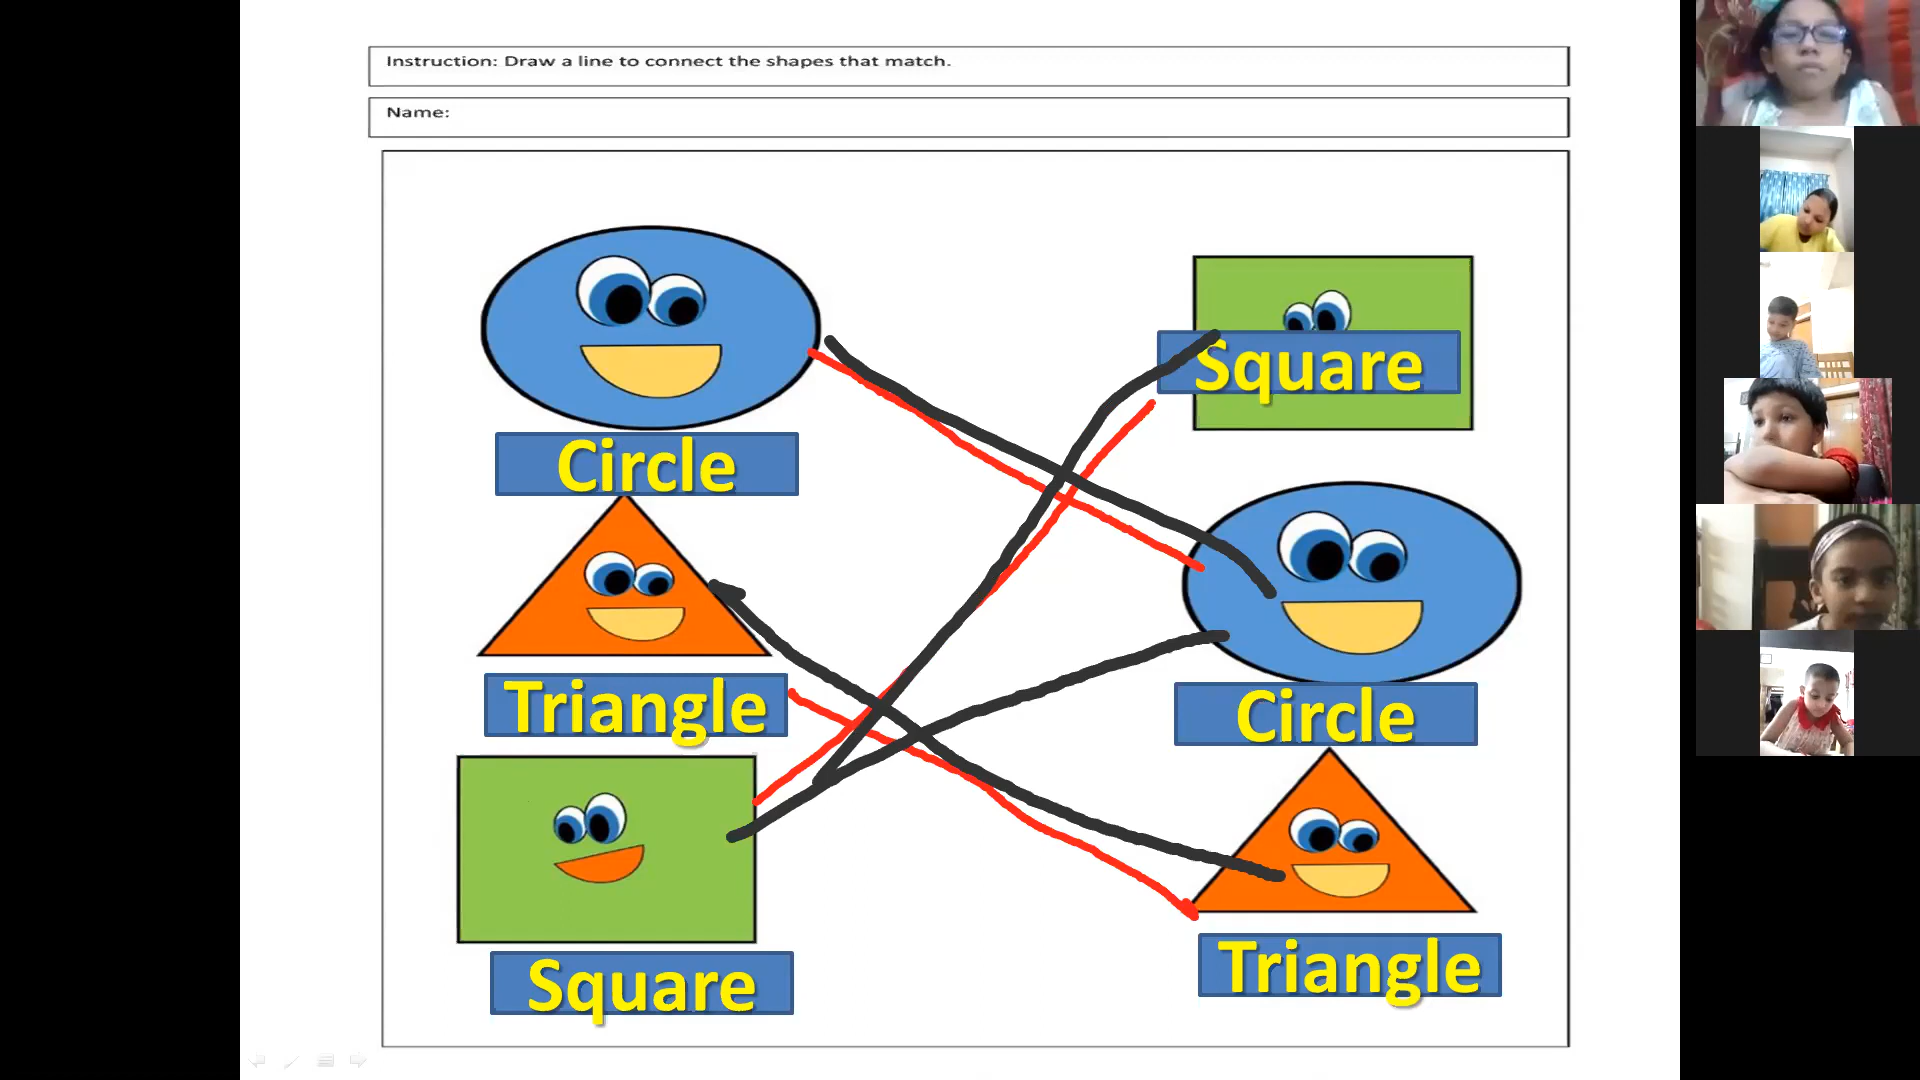 Instruction: Draw a line to connect the shapes that match.
Name:
Circle
Square
Triangle
Circle
Square
Triangle